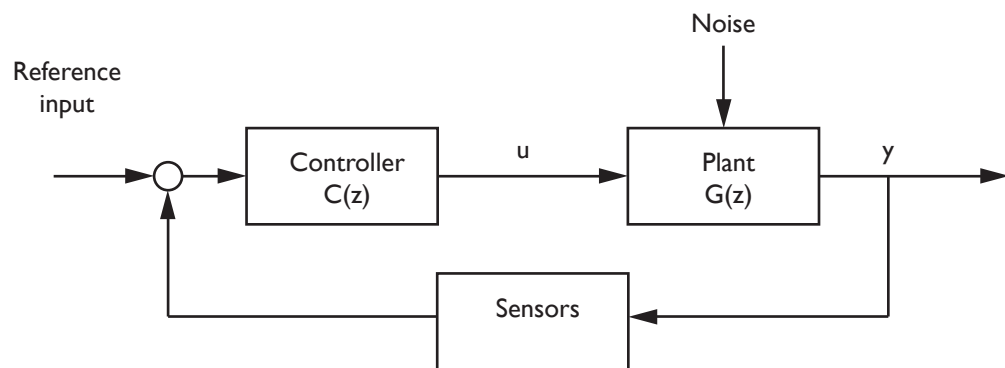 Noise
Reference
input
Controller
C(z)
u
Plant
G(z)
y
Sensors